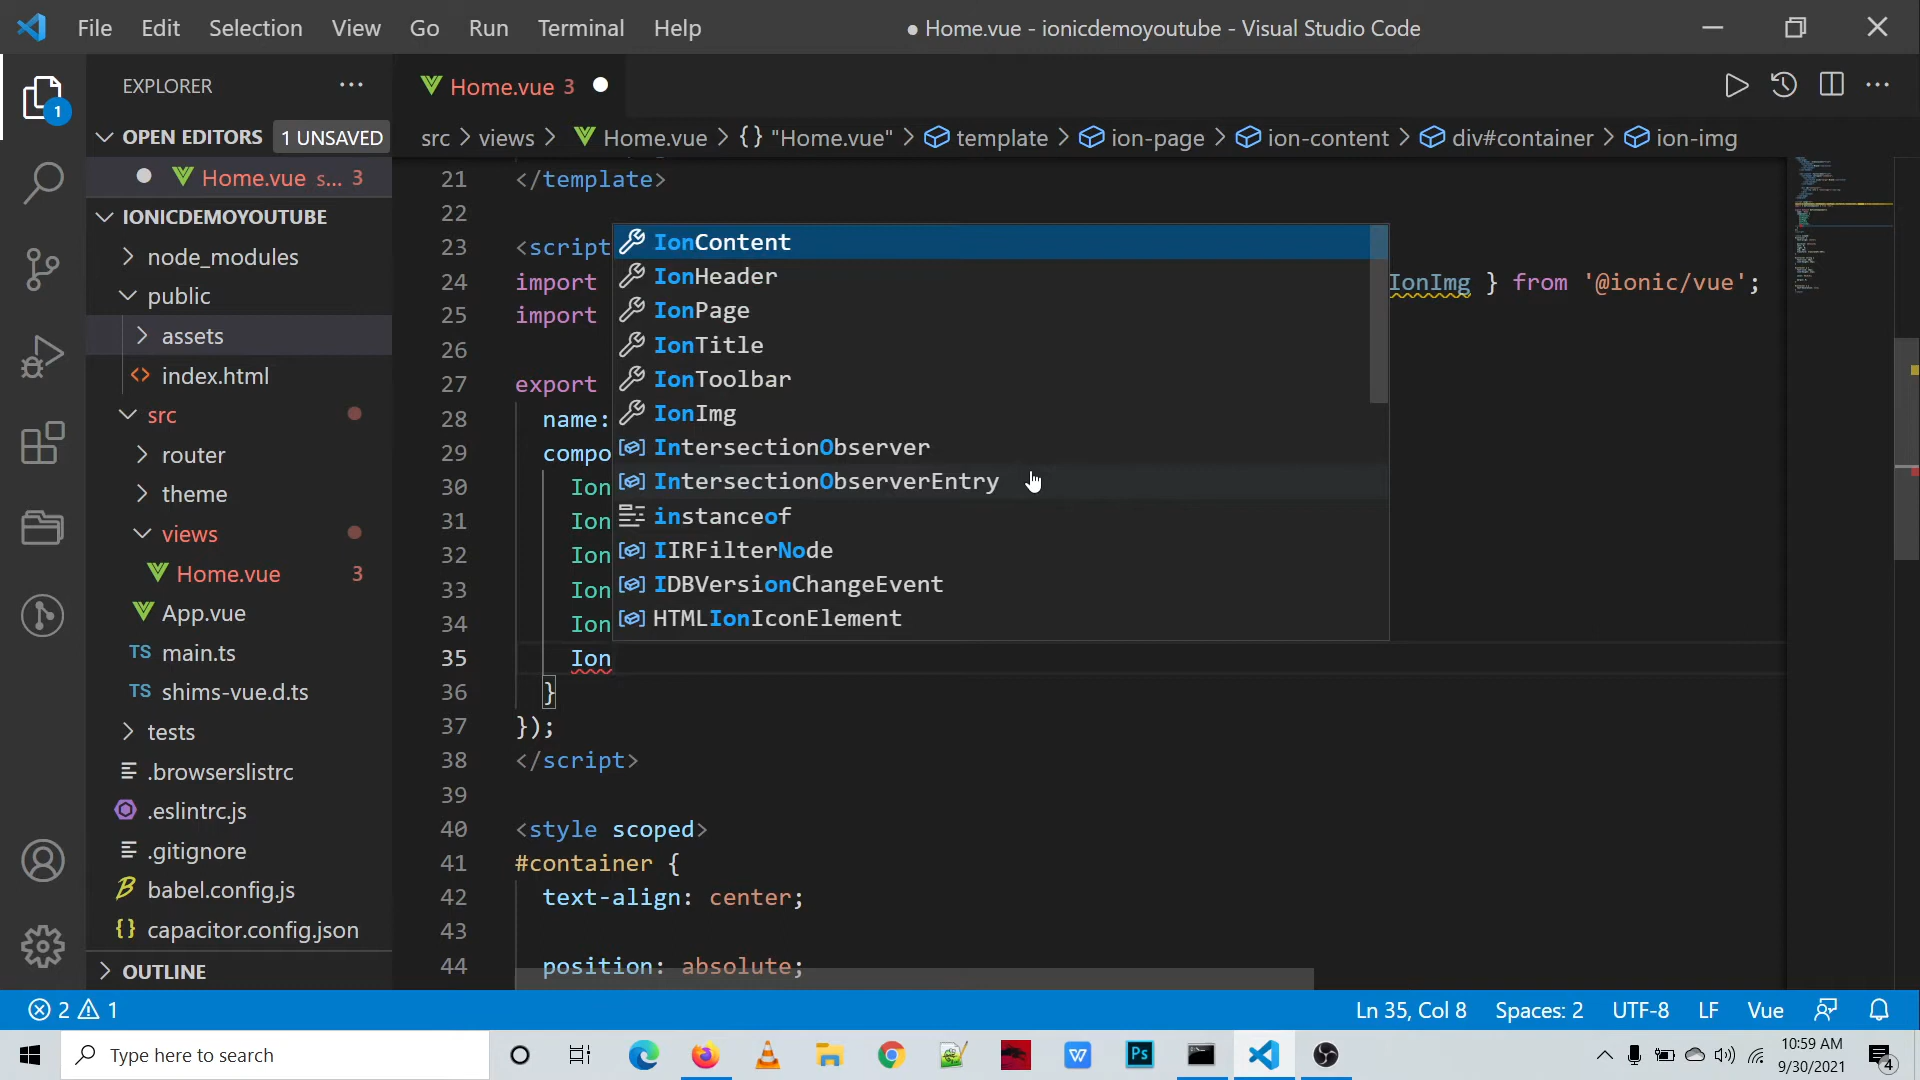 File Edit Selection View Go Run Terminal Help
● Home.vue - ionicdemoyoutube - Visual Studio Code
EXPLORER
OPEN EDITORS 1 UNSAVED
Home.vue s... 3
IONICDEMOYOUTUBE
node_modules
public
assets
index.html
src
router
theme
views
Home.vue 3
App.vue
TS main.ts
TS shims-vue.d.ts
tests
.browserslistrc
.eslintrc.js
.gitignore
babel.config.js
capacitor.config.json
OUTLINE
1
Home.vue 3
src > views > Home.vue > {} "Home.vue" > template > ion-page > ion-content > div#container > ion-img
21 </template>
22
23 <script
24 import IonImg } from '@ionic/vue';
25 import
26
27 export
28 name:
29 compo
30 Ion
31 Ion
32 Ion
33 Ion
34 Ion
35 Ion
36 }
37 });
38 </script>
39
40 <style scoped>
41 #container {
42 text-align: center;
43
44 position: absolute;
IonContent
IonHeader
IonPage
IonTitle
IonToolbar
IonImg
IntersectionObserver
IntersectionObserverEntry
instanceof
IIRFilterNode
IDBVersionChangeEvent
HTMLIonIconElement
2 1
Ln 35, Col 8 Spaces: 2 UTF-8 LF Vue
Type here to search
W
Ps
10:59 AM
9/30/2021
4